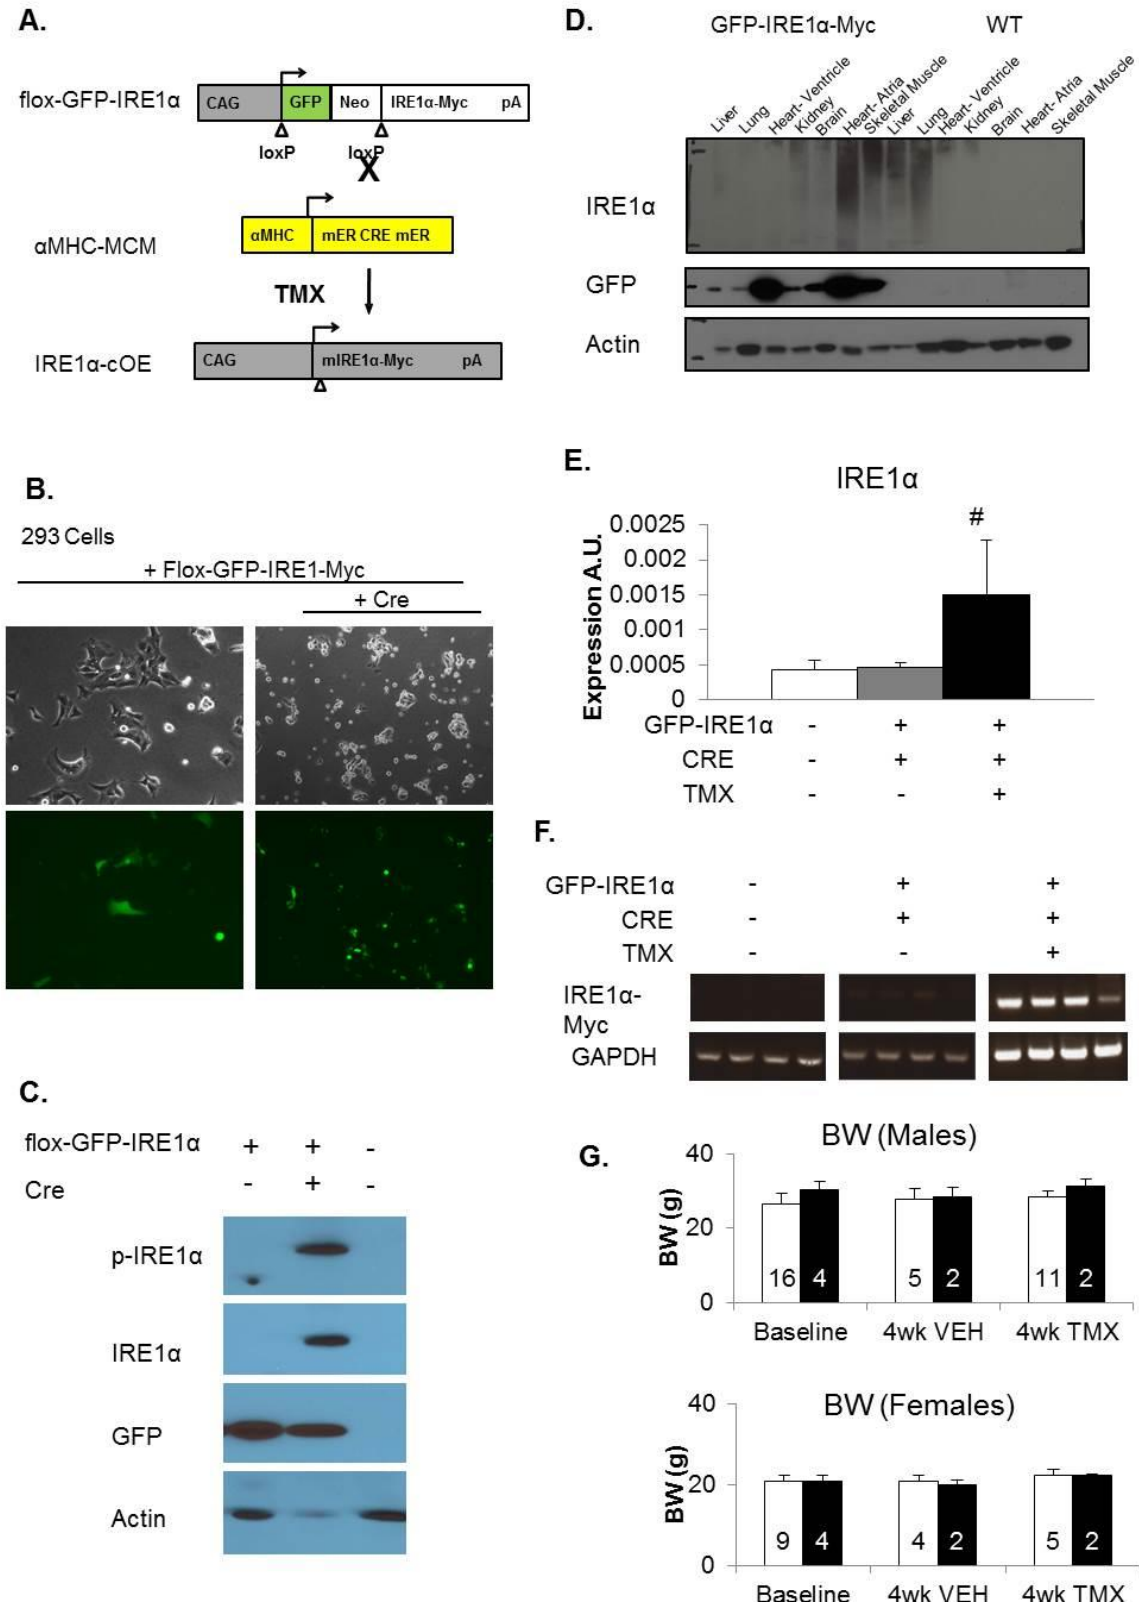 A.
flox-GFP-IRE1α
CAG GFP Neo IRE1α-Myc pA
loxP loxP
X
αMHC-MCM
αMHC mER CRE mER
TMX
IRE1α-cOE
CAG mIRE1α-Myc pA
B.
293 Cells
+ Flox-GFP-IRE1-Myc
+ Cre
C.
flox-GFP-IRE1α + + -
Cre - + -
p-IRE1α
IRE1α
GFP
Actin
D.
GFP-IRE1α-Myc WT
Liver
Lung
Heart- Ventricle
Kidney
Brain
Heart- Atria
Skeletal Muscle
Liver
Lung
Heart- Ventricle
Kidney
Brain
Heart- Atria
Skeletal Muscle
IRE1α
GFP
Actin
E.
IRE1α
Expression A.U.
0.0025
0.002
0.0015
0.001
0.0005
0
#
GFP-IRE1α - + +
CRE - + +
TMX - - +
F.
GFP-IRE1α - + +
CRE - + +
TMX - - +
IRE1α-
Myc
GAPDH
G.
BW (Males)
BW (g)
40
20
0
16 4 5 2 11 2
Baseline 4wk VEH 4wk TMX
BW (Females)
BW (g)
40
20
0
9 4 4 2 5 2
Baseline 4wk VEH 4wk TMX